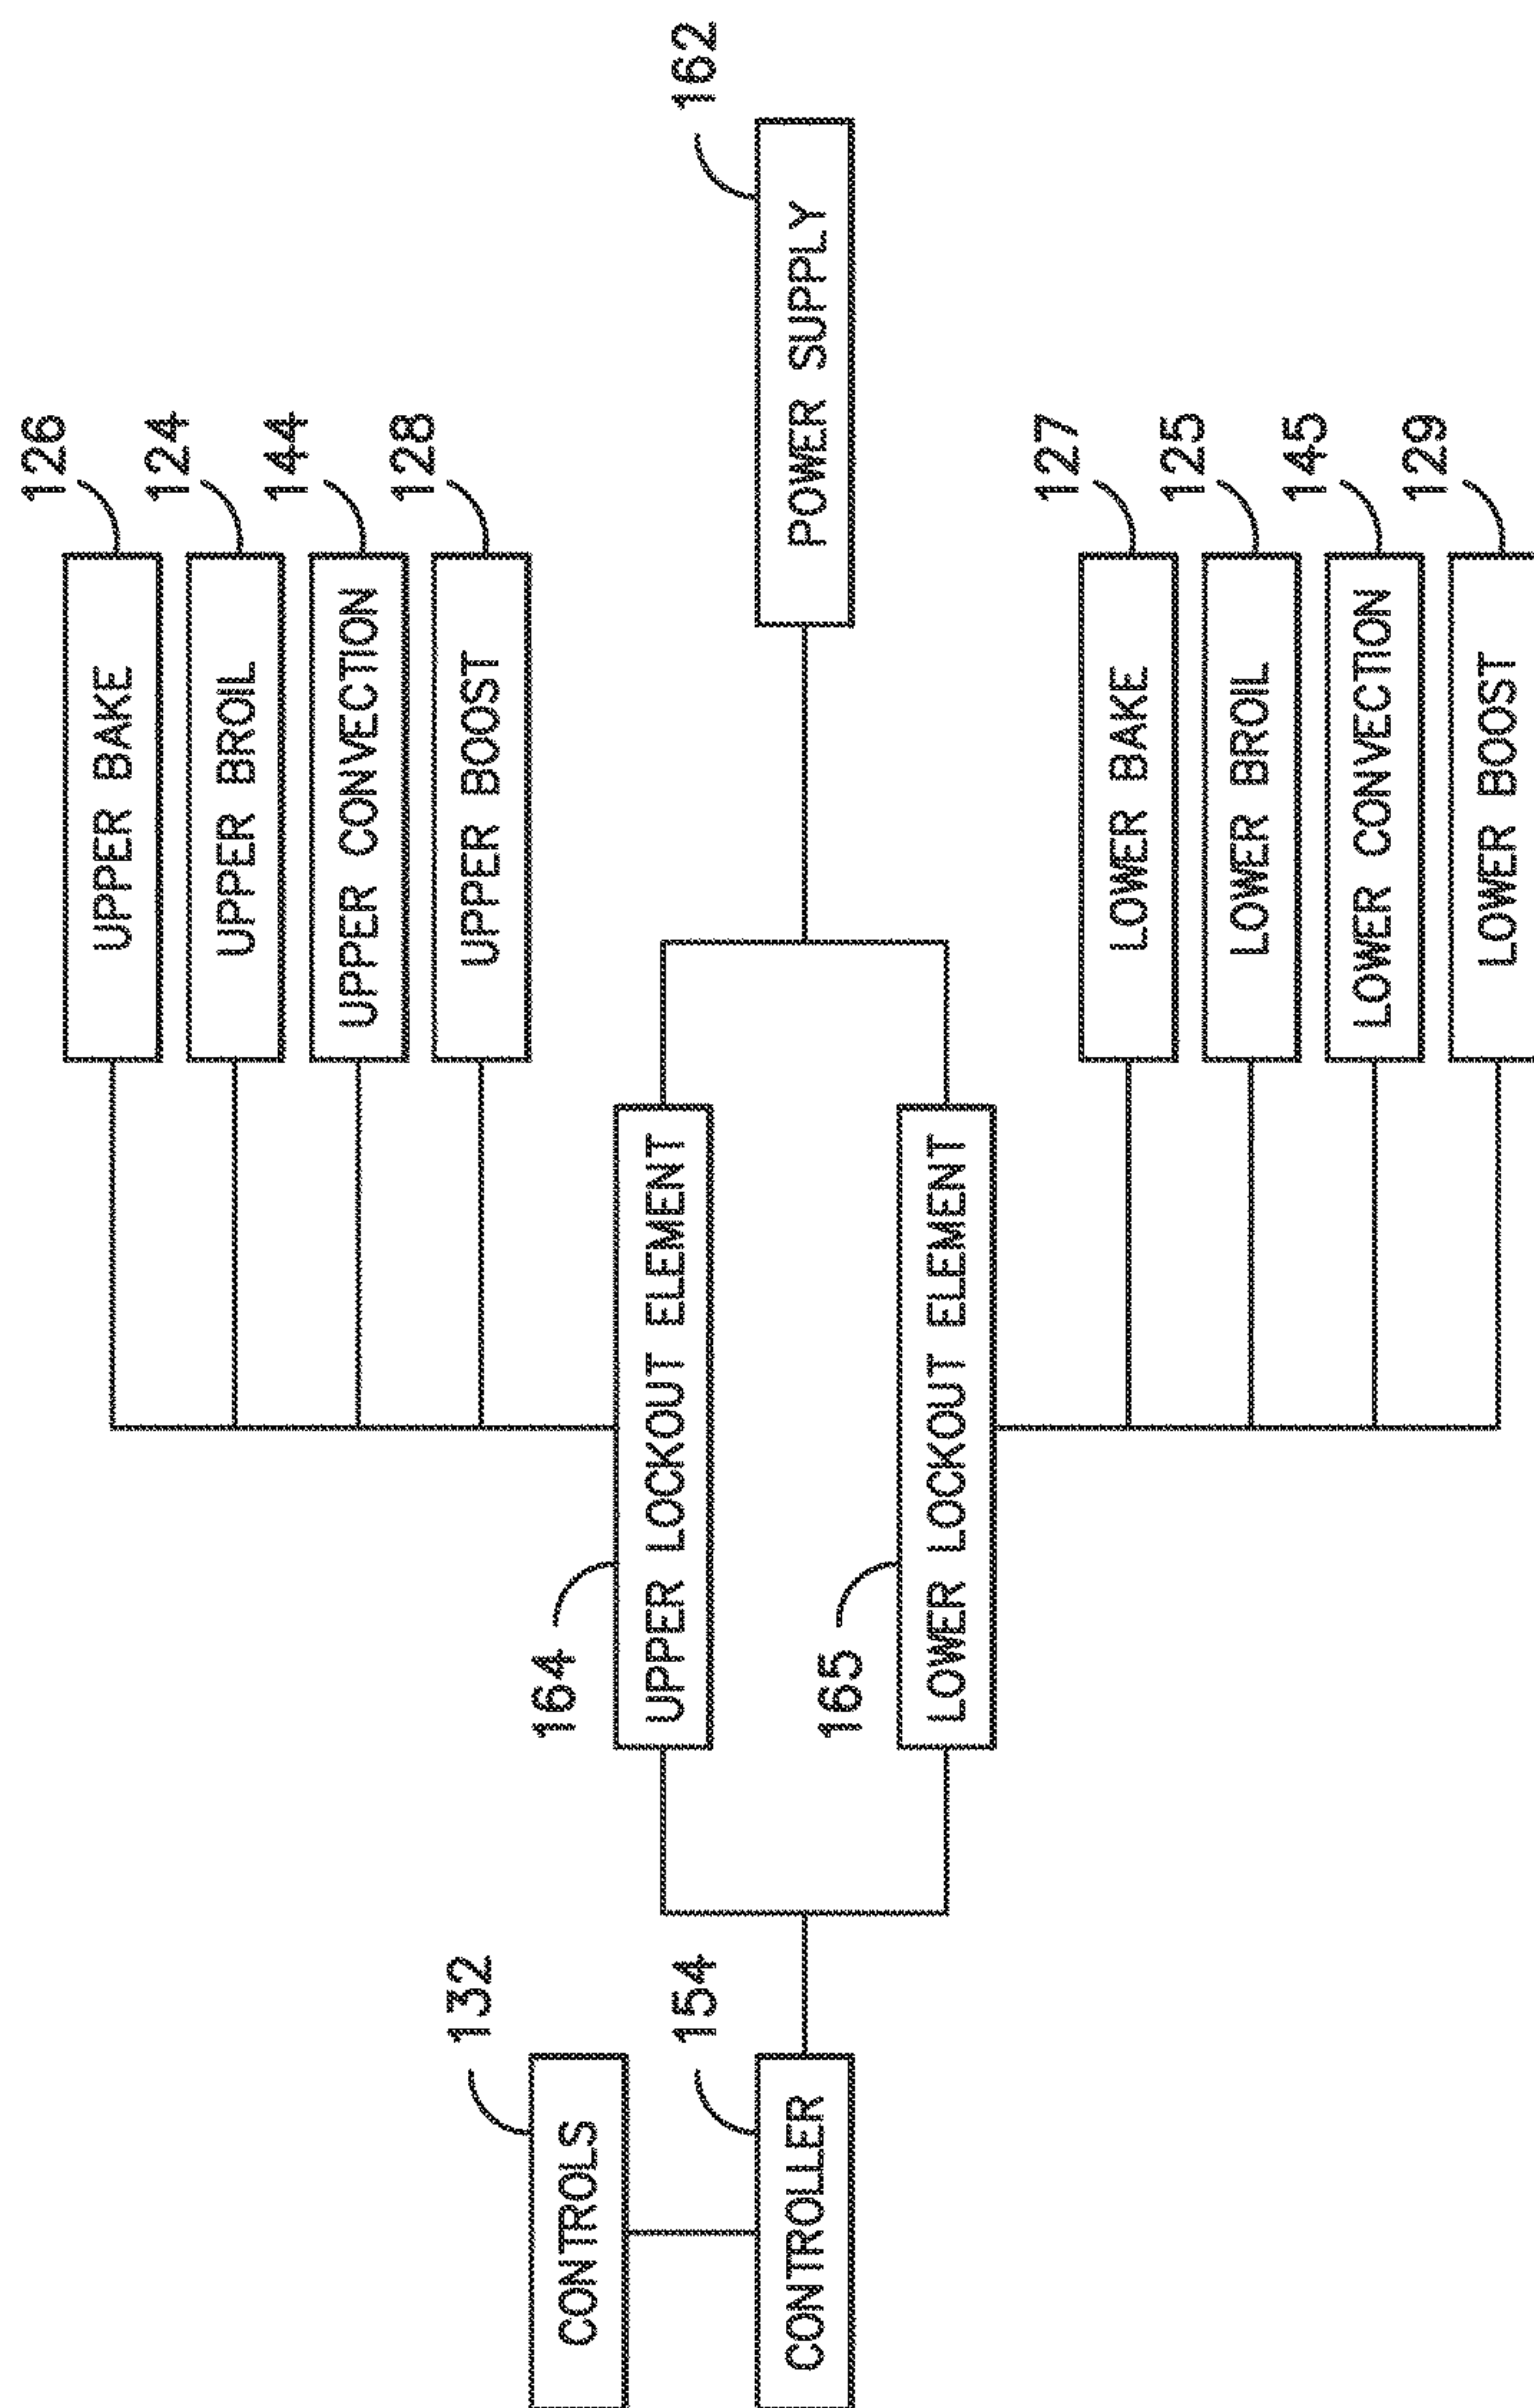 126
UPPER BAKE
124
UPPER BROIL
144
UPPER CONVECTION
128
UPPER BOOST
132
CONTROLS
164
UPPER LOCKOUT ELEMENT
162
POWER SUPPLY
154
CONTROLLER
165
LOWER LOCKOUT ELEMENT
127
LOWER BAKE
125
LOWER BROIL
145
LOWER CONVECTION
129
LOWER BOOST